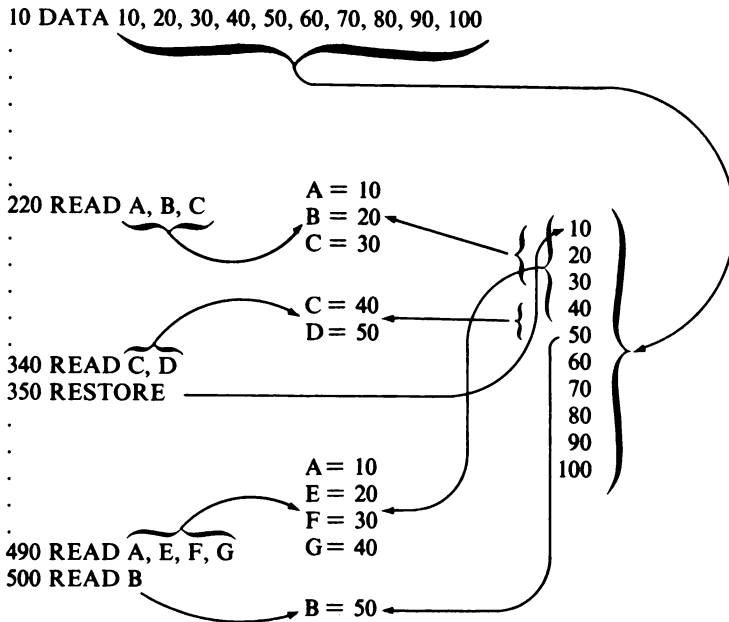 10 DATA 10, 20, 30, 40, 50, 60, 70, 80, 90, 100
.
.
.
.
.
.
220 READ A, B, C
A = 10
B = 20
C = 30
.
.
.
.
.
C = 40
D = 50
340 READ C, D
350 RESTORE
10
20
30
40
50
60
70
80
90
100
.
.
.
.
.
A = 10
E = 20
F = 30
G = 40
490 READ A, E, F, G
500 READ B
B = 50